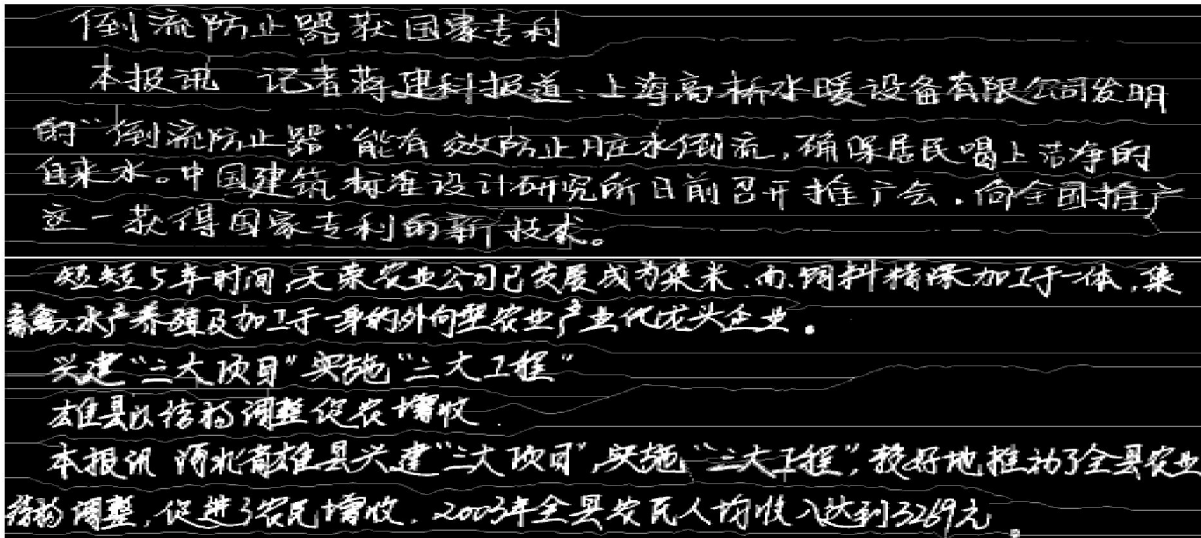 倒流防止器获国家专利
本报讯 记者蒋建科报道:上海高桥水暖设备有限公司发明
的“倒流防止器”能有效防止脏水倒流,确保居民喝上洁净的
自来水。中国建筑标准设计研究所日前召开推广会,向全国推广
这一获得国家专利的新技术。
短短5年时间,天荣农业公司已发展成为集米、面、饲料精深加工于一体,集
畜禽、水产养殖及加工于一身的外向型农业产业化龙头企业。
兴建“三大项目”实施“三大工程”
雄县以结构调整促农增收
本报讯 河北省雄县兴建“三大项目”,实施“三大工程”,较好地推动了全县农业
结构调整,促进了农民增收,2003年全县农民人均收入达到3269元。